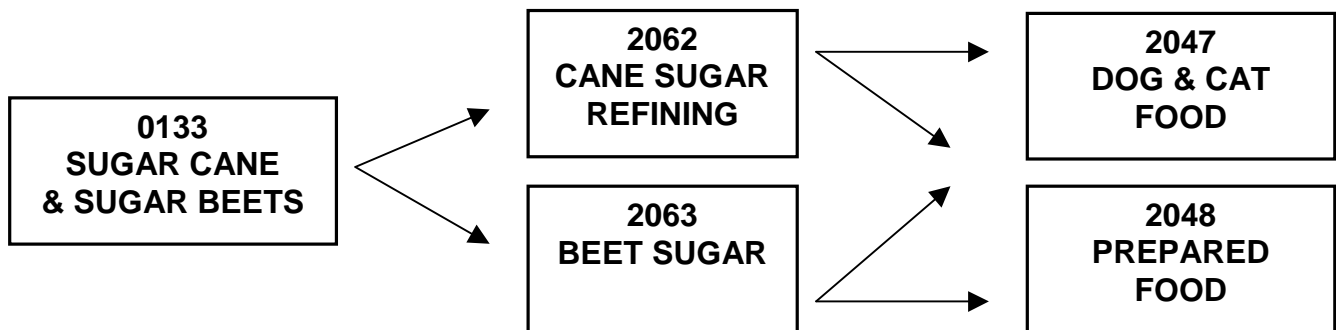 0133
SUGAR CANE
& SUGAR BEETS
2062
CANE SUGAR
REFINING
2063
BEET SUGAR
2047
DOG & CAT
FOOD
2048
PREPARED
FOOD